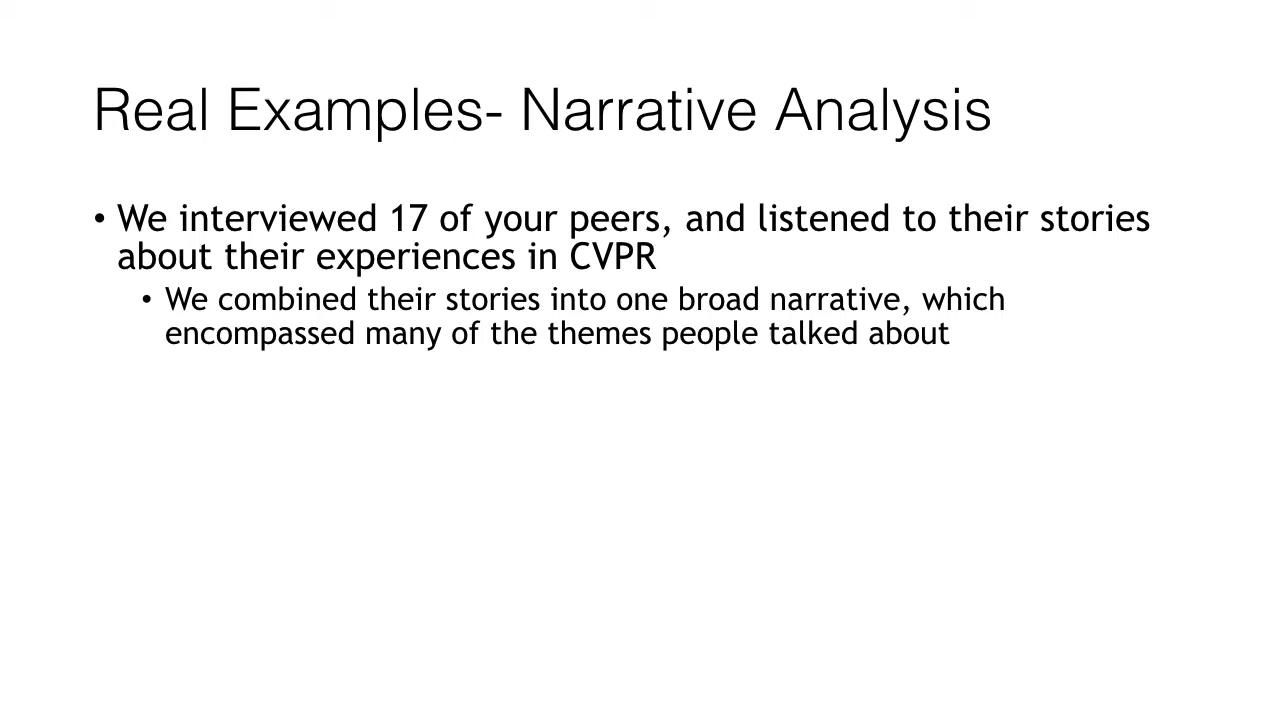 Real Examples- Narrative Analysis
• We interviewed 17 of your peers, and listened to their stories
about their experiences in CVPR
• We combined their stories into one broad narrative, which
encompassed many of the themes people talked about